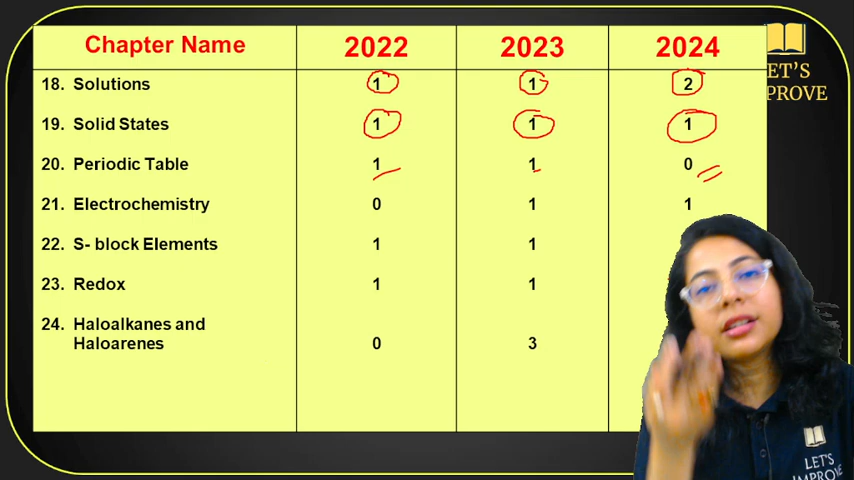 Chapter Name 2022 2023 2024
18. Solutions 1 1 2
19. Solid States 1 1 1
20. Periodic Table 1 1 0
21. Electrochemistry 0 1 1
22. S- block Elements 1 1
23. Redox 1 1
24. Haloalkanes and
Haloarenes 0 3
LET'S
IMPROVE